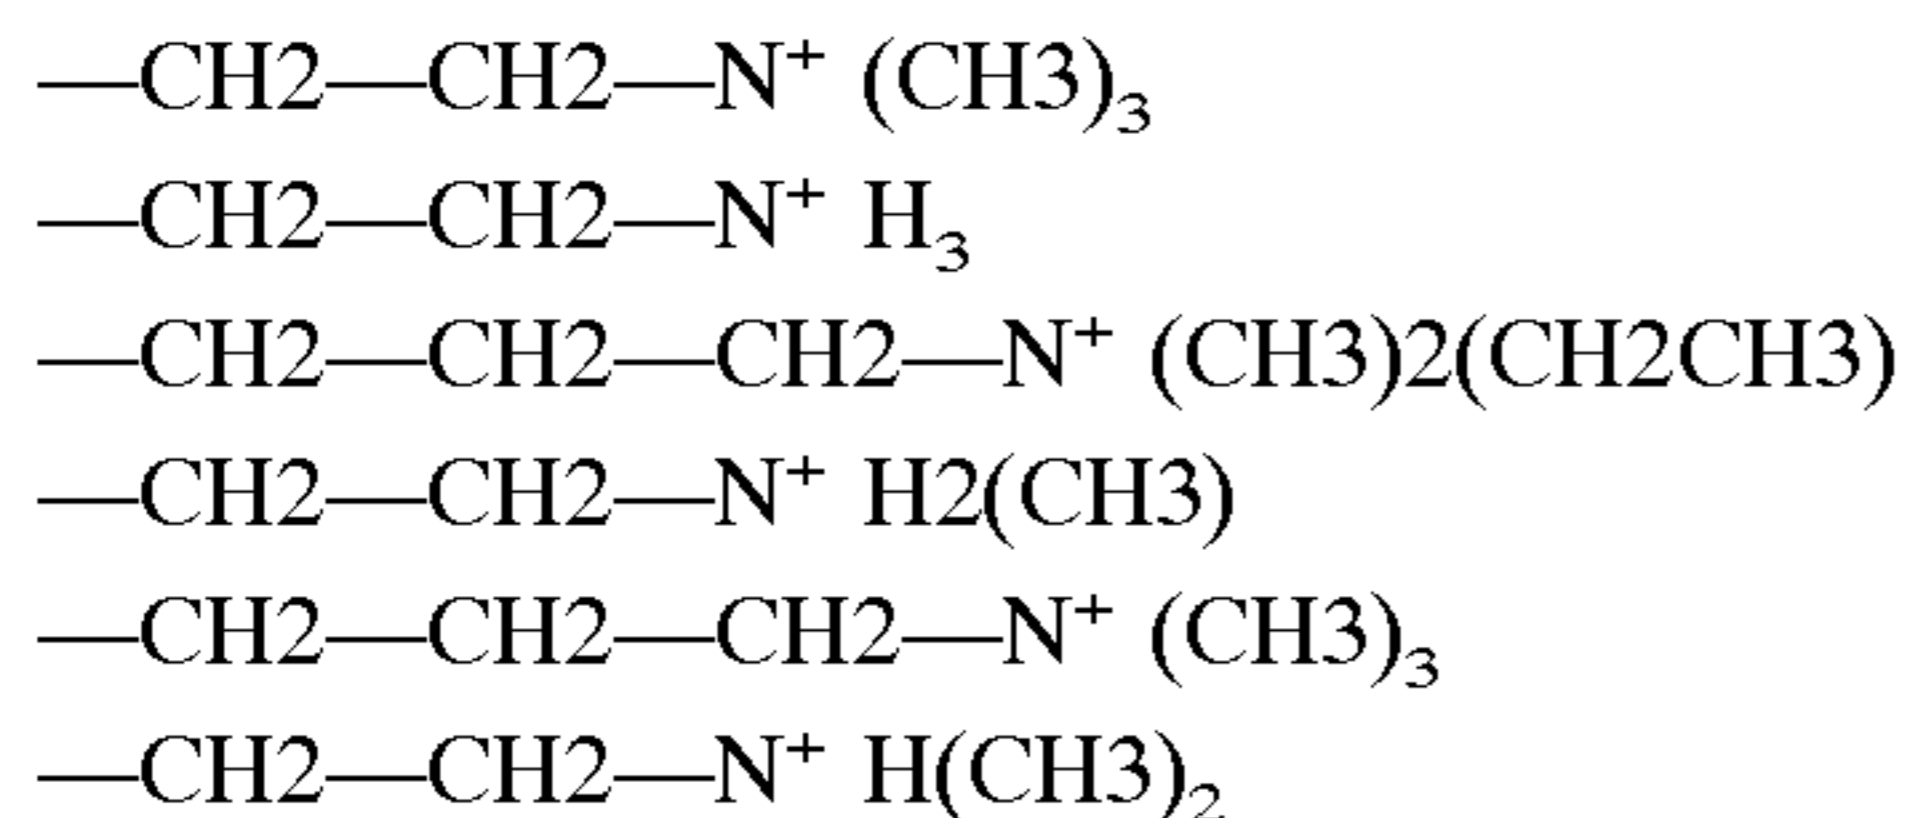 —CH2—CH2—N⁺ (CH3)₃
—CH2—CH2—N⁺ H₃
—CH2—CH2—CH2—N⁺ (CH3)2(CH2CH3)
—CH2—CH2—N⁺ H2(CH3)
—CH2—CH2—CH2—N⁺ (CH3)₃
—CH2—CH2—N⁺ H(CH3)₂